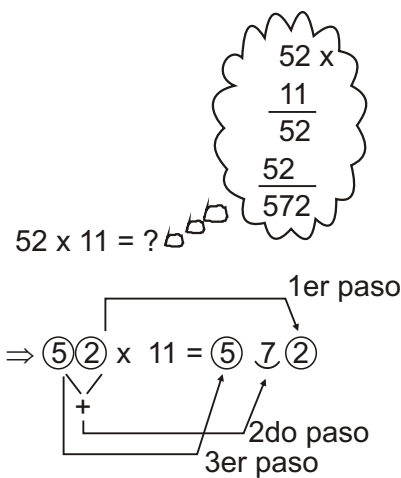 52 x
11
52
52
572
52 x 11 = ?
1er paso
⇒ 5 2 x 11 = 5 7 2
+
2do paso
3er paso